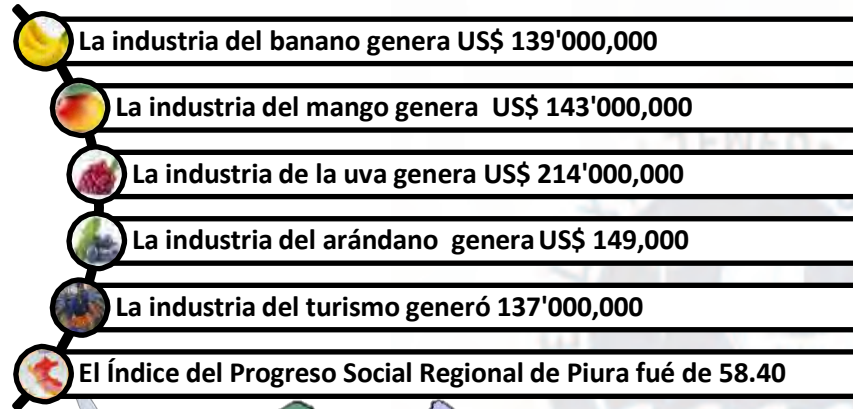 La industria del banano genera US$ 139'000,000
La industria del mango genera US$ 143'000,000
La industria de la uva genera US$ 214'000,000
La industria del arándano genera US$ 149,000
La industria del turismo generó 137'000,000
El Índice del Progreso Social Regional de Piura fué de 58.40